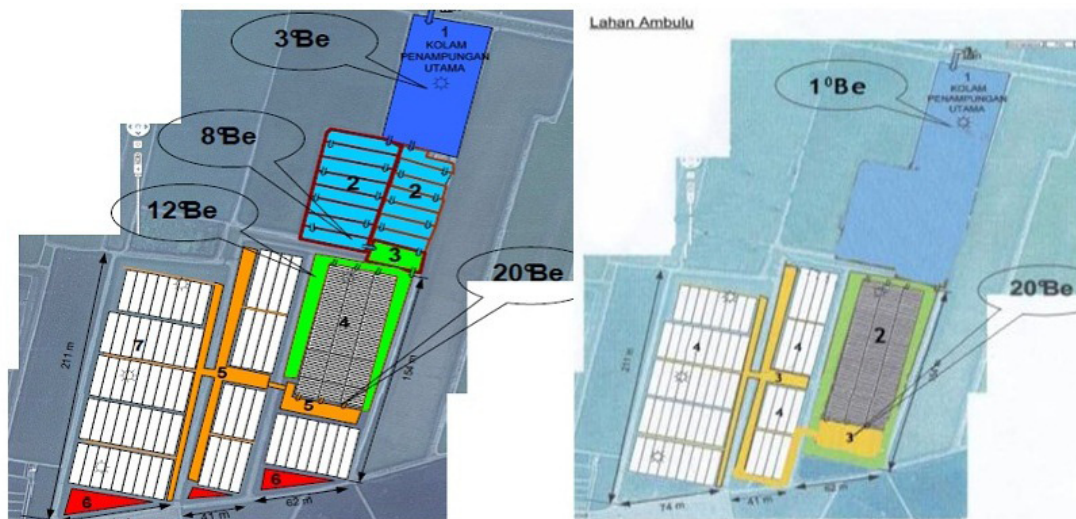 3°Be
1
KOLAM
PENAMPUNGAN
UTAMA
8°Be
2
2
12°Be
3
20°Be
4
211 m
7
5
154 m
5
6
6
41 m
62 m
Lahan Ambulu
1
KOLAM
PENAMPUNGAN
UTAMA
1⁰Be
20°Be
2
211 m
4
4
3
4
3
74 m
41 m
62 m